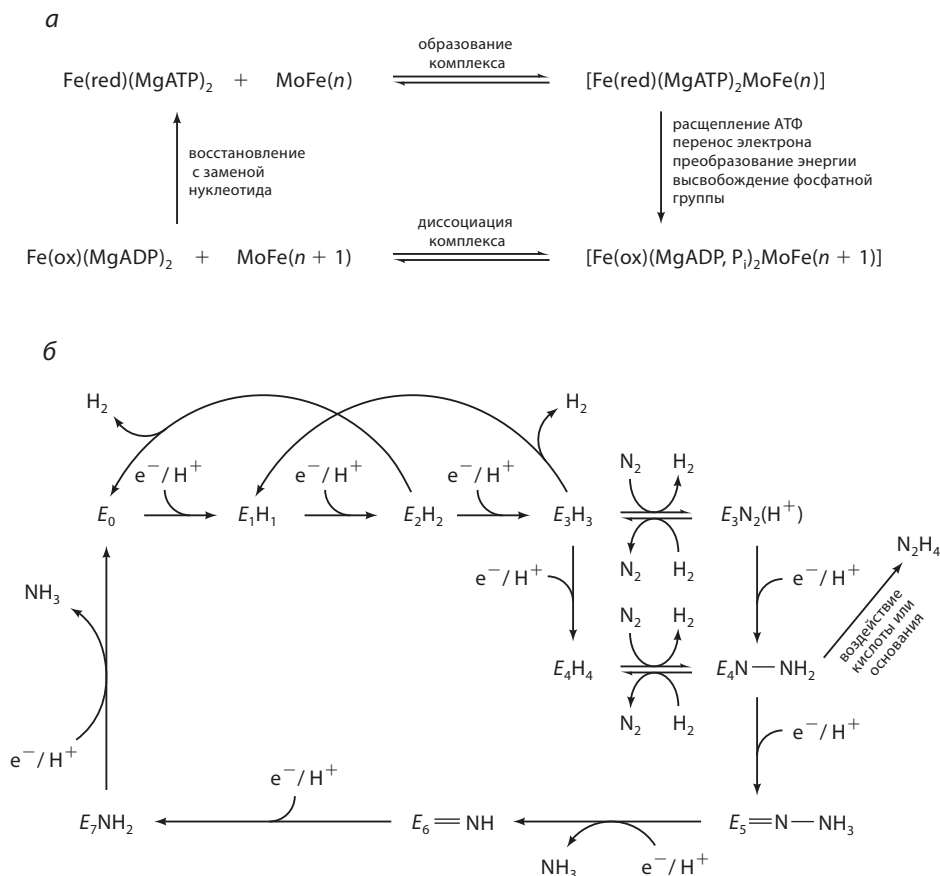 а
образование
комплекса
Fe(red)(MgATP)₂ + MoFe(n) [Fe(red)(MgATP)₂MoFe(n)]
восстановление
с заменой
нуклеотида
расщепление АТФ
перенос электрона
преобразование энергии
высвобождение фосфатной
группы
диссоциация
комплекса
Fe(ox)(MgADP)₂ + MoFe(n + 1) [Fe(ox)(MgADP, Pᵢ)₂MoFe(n + 1)]
б
H₂ H₂
e⁻/H⁺ e⁻/H⁺ e⁻/H⁺ N₂ H₂
E₀ E₁H₁ E₂H₂ E₃H₃ E₃N₂(H⁺)
N₂ H₂
N₂H₄
NH₃ e⁻/H⁺ e⁻/H⁺
N₂ H₂
воздействие
кислоты или
основания
E₄H₄ E₄N — NH₂
N₂ H₂
e⁻/H⁺ e⁻/H⁺
e⁻/H⁺
E₇NH₂ E₆ = NH E₅ = N — NH₃
NH₃ e⁻/H⁺